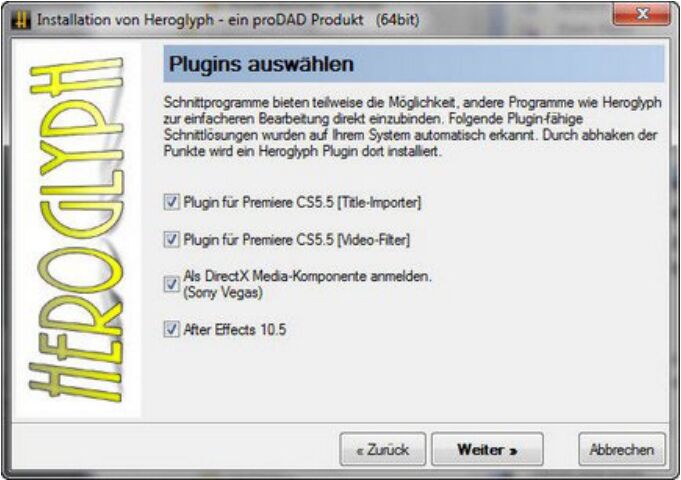 Installation von Heroglyph - ein proDAD Produkt (64bit)
HEROGLYPH
Plugins auswählen
Schnittprogramme bieten teilweise die Möglichkeit, andere Programme wie Heroglyph
zur einfacheren Bearbeitung direkt einzubinden. Folgende Plugin-fähige
Schnittlösungen wurden auf Ihrem System automatisch erkannt. Durch abhaken der
Punkte wird ein Heroglyph Plugin dort installiert.
Plugin für Premiere CS5.5 [Title-Importer]
Plugin für Premiere CS5.5 [Video-Filter]
Als DirectX Media-Komponente anmelden.
(Sony Vegas)
After Effects 10.5
« Zurück
Weiter »
Abbrechen